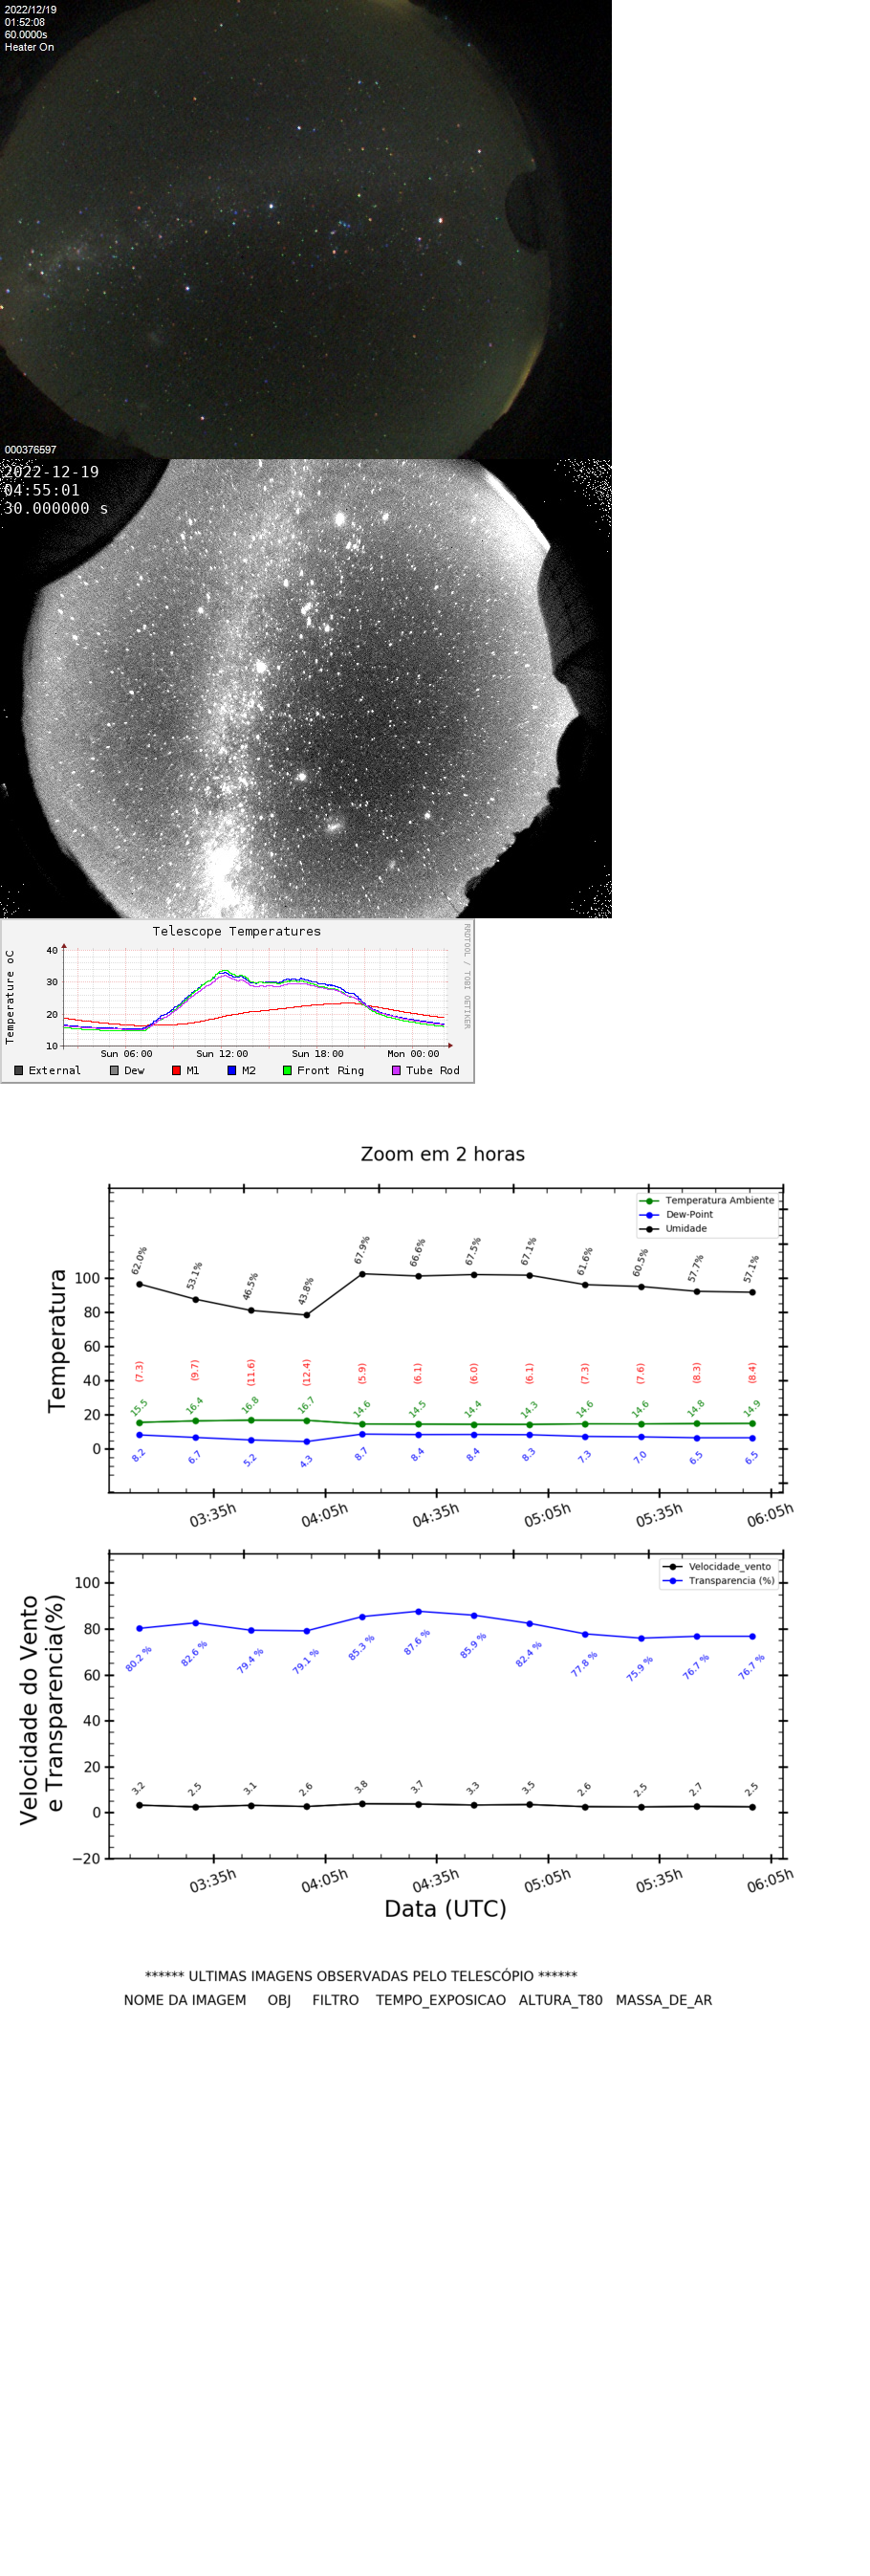 2022/12/19
01:52:08
60.0000s
Heater On
000376597
2022-12-19
04:55:01
30.000000 s
Telescope Temperatures
RRDTOOL / TOBI OETIKER
Temperature oC
40
30
20
10
Sun 06:00 Sun 12:00 Sun 18:00 Mon 00:00
External Dew M1 M2 Front Ring Tube Rod
Zoom em 2 horas
Temperatura Ambiente
Dew-Point
Umidade
Temperatura
100
80
60
40
20
0
62.0% 53.1% 46.5% 43.8% 67.9% 66.6% 67.5% 67.1% 61.6% 60.5% 57.7% 57.1%
(7.3) (9.7) (11.6) (12.4) (5.9) (6.1) (6.0) (6.1) (7.3) (7.6) (8.3) (8.4)
15.5 16.4 16.8 16.7 14.6 14.5 14.4 14.3 14.6 14.6 14.8 14.9
8.2 6.7 5.2 4.3 8.7 8.4 8.4 8.3 7.3 7.0 6.5 6.5
03:35h 04:05h 04:35h 05:05h 05:35h 06:05h
Velocidade_vento
Transparencia (%)
Velocidade do Vento
e Transparencia(%)
100
80
60
40
20
0
−20
80.2 % 82.6 % 79.4 % 79.1 % 85.3 % 87.6 % 85.9 % 82.4 % 77.8 % 75.9 % 76.7 % 76.7 %
3.2 2.5 3.1 2.6 3.8 3.7 3.3 3.5 2.6 2.5 2.7 2.5
03:35h 04:05h 04:35h 05:05h 05:35h 06:05h
Data (UTC)
****** ULTIMAS IMAGENS OBSERVADAS PELO TELESCÓPIO ******
NOME DA IMAGEM OBJ FILTRO TEMPO_EXPOSICAO ALTURA_T80 MASSA_DE_AR